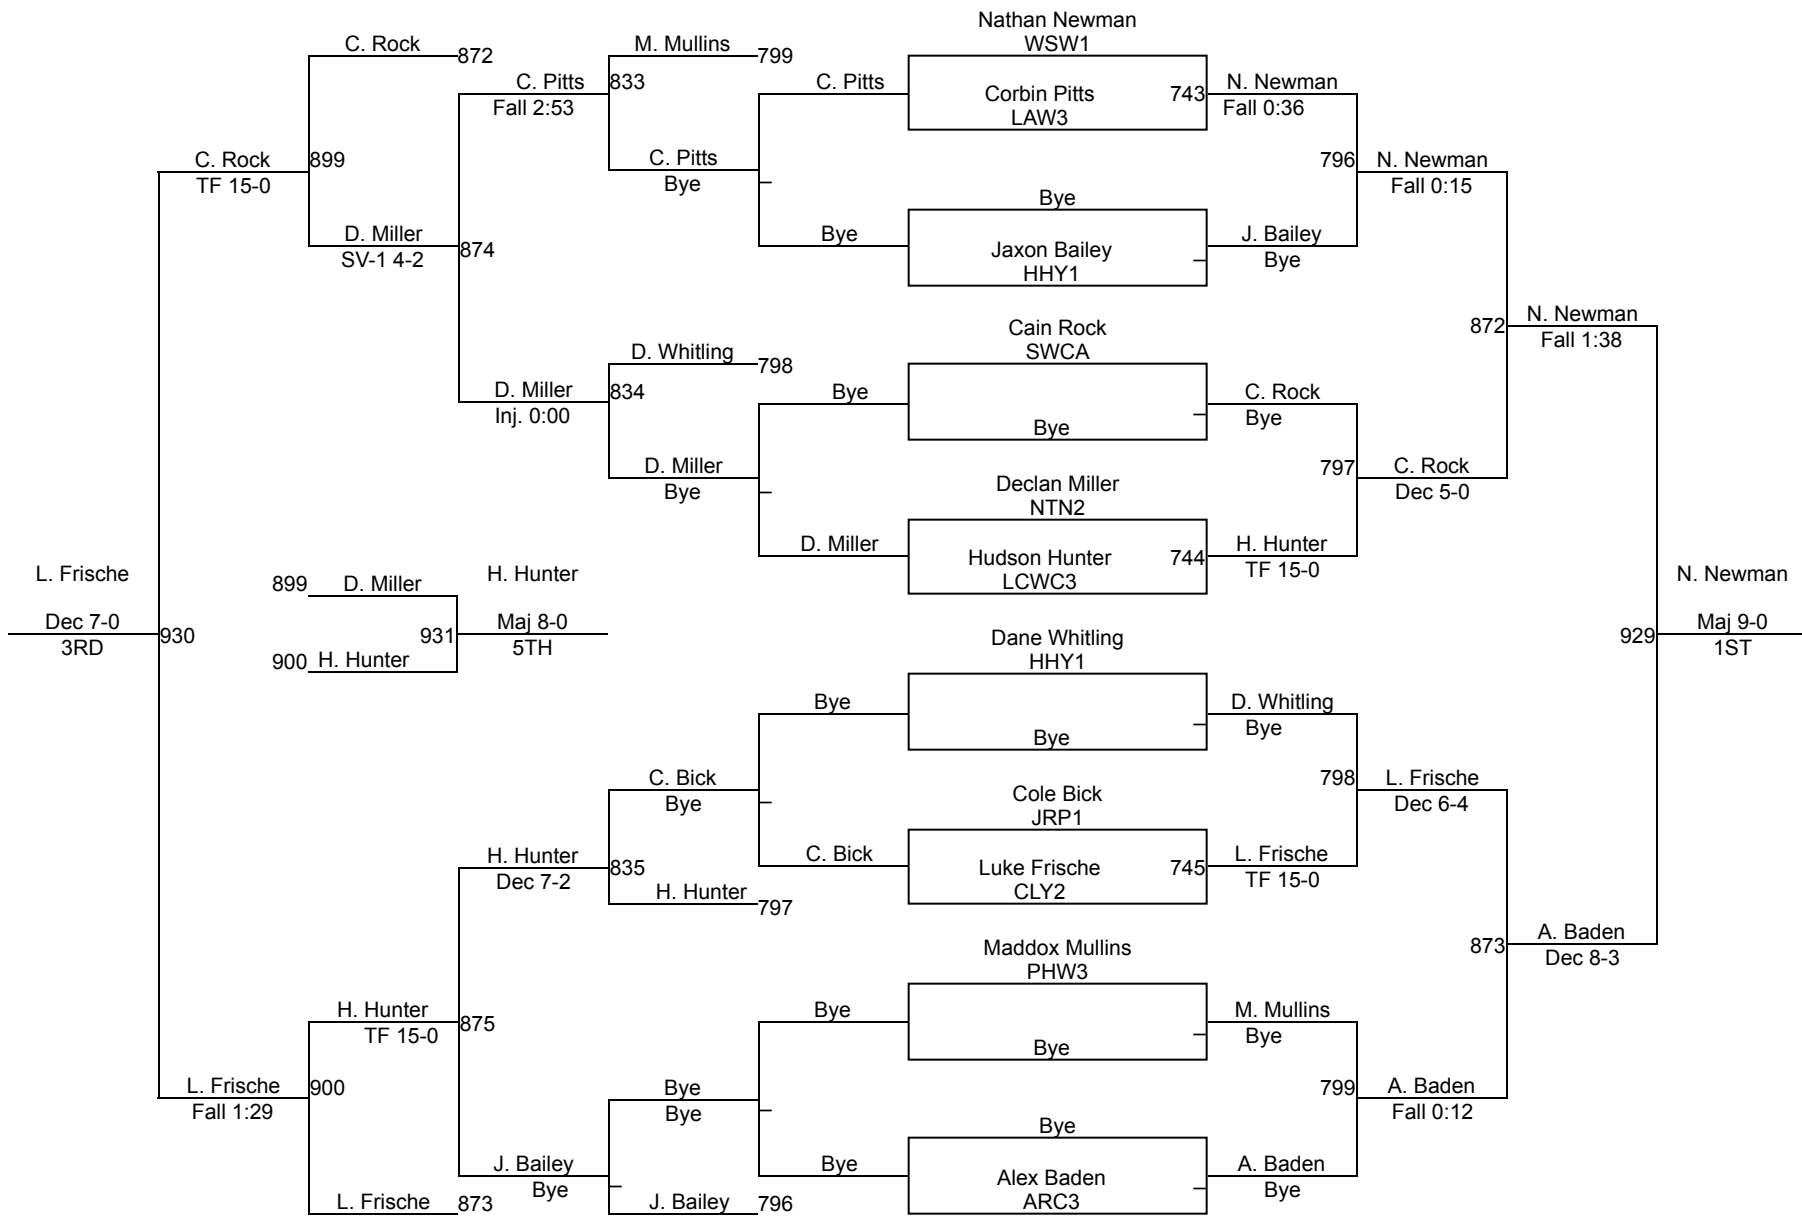 Nathan Newman
WSW1
C. Rock
872
M. Mullins
799
C. Pitts
833
Fall 2:53
C. Pitts
Corbin Pitts
743
LAW3
N. Newman
Fall 0:36
C. Rock
899
TF 15-0
C. Pitts
Bye
796
N. Newman
Fall 0:15
Bye
D. Miller
874
SV-1 4-2
Bye
Jaxon Bailey
HHY1
J. Bailey
Bye
872
N. Newman
Fall 1:38
Cain Rock
SWCA
D. Whitling
798
D. Miller
834
Inj. 0:00
Bye
Bye
C. Rock
Bye
D. Miller
Bye
797
C. Rock
Dec 5-0
Declan Miller
NTN2
D. Miller
Hudson Hunter
744
LCWC3
H. Hunter
TF 15-0
L. Frische
899
D. Miller
H. Hunter
N. Newman
Dec 7-0
930
3RD
931
Maj 8-0
5TH
929
Maj 9-0
1ST
900
H. Hunter
Dane Whitling
HHY1
Bye
Bye
D. Whitling
Bye
C. Bick
Bye
798
L. Frische
Dec 6-4
Cole Bick
JRP1
H. Hunter
835
Dec 7-2
C. Bick
Luke Frische
745
CLY2
L. Frische
TF 15-0
H. Hunter
797
873
A. Baden
Dec 8-3
Maddox Mullins
PHW3
H. Hunter
875
TF 15-0
Bye
Bye
M. Mullins
Bye
L. Frische
900
Fall 1:29
Bye
Bye
799
A. Baden
Fall 0:12
Bye
J. Bailey
Bye
Bye
Alex Baden
ARC3
A. Baden
Bye
L. Frische
873
J. Bailey
796